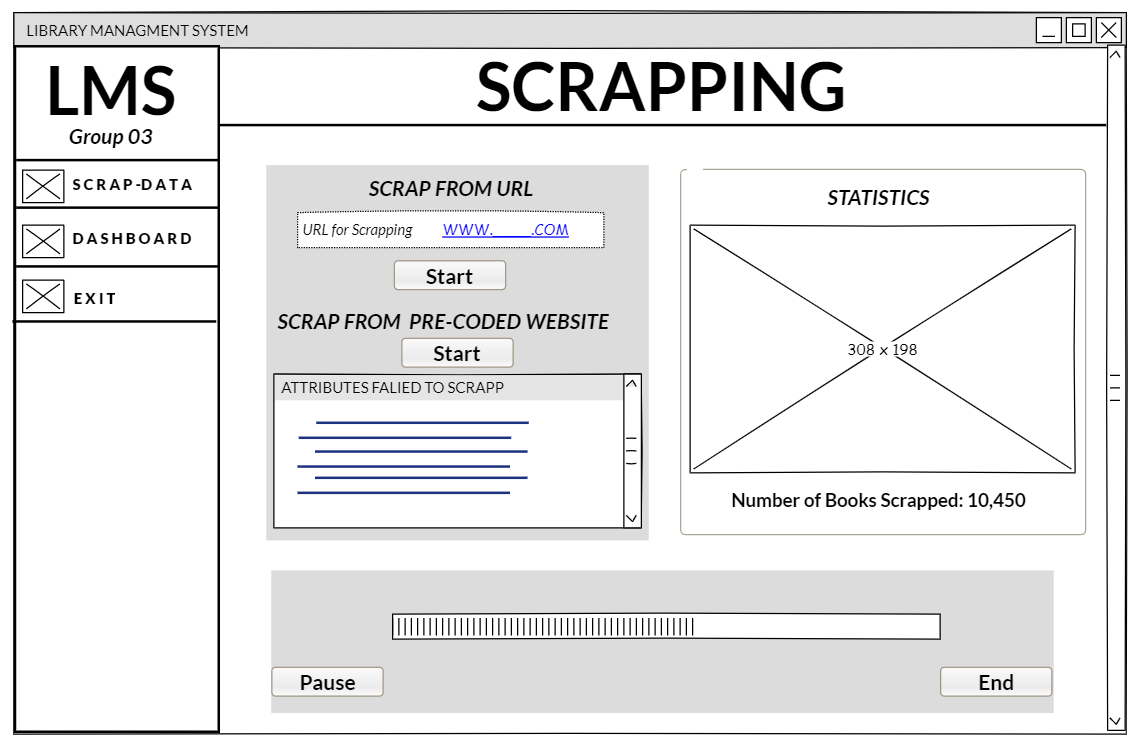 LIBRARY MANAGMENT SYSTEM
LMS
Group 03
SCRAP-DATA
DASHBOARD
EXIT
SCRAPPING
SCRAP FROM URL
URL for Scrapping WWW._____.COM
Start
SCRAP FROM PRE-CODED WEBSITE
Start
ATTRIBUTES FALIED TO SCRAPP
STATISTICS
308 x 198
Number of Books Scrapped: 10,450
Pause
End